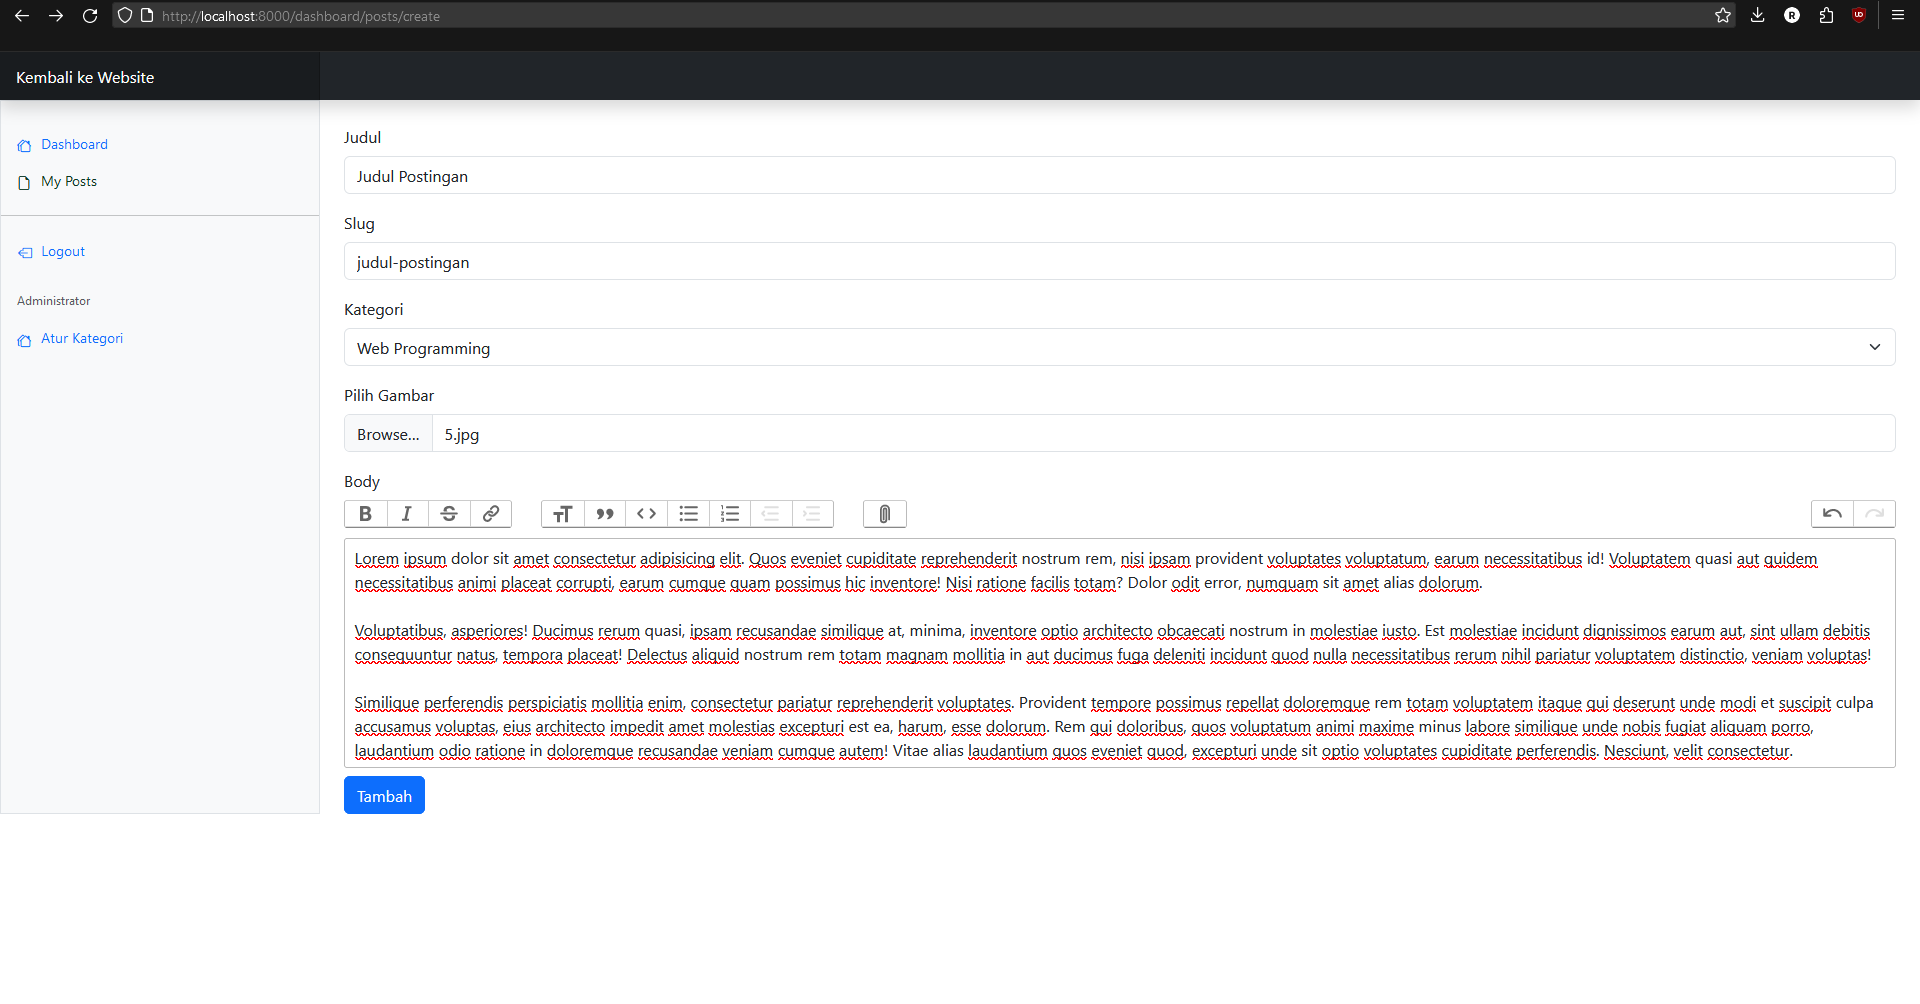 http://localhost:8000/dashboard/posts/create
Kembali ke Website
Dashboard
My Posts
Logout
Administrator
Atur Kategori
Judul
Judul Postingan
Slug
judul-postingan
Kategori
Web Programming
Pilih Gambar
Browse... 5.jpg
Body
Lorem ipsum dolor sit amet consectetur adipisicing elit. Quos eveniet cupiditate reprehenderit nostrum rem, nisi ipsam provident voluptates voluptatum, earum necessitatibus id! Voluptatem quasi aut quidem
necessitatibus animi placeat corrupti, earum cumque quam possimus hic inventore! Nisi ratione facilis totam? Dolor odit error, numquam sit amet alias dolorum.
Voluptatibus, asperiores! Ducimus rerum quasi, ipsam recusandae similique at, minima, inventore optio architecto obcaecati nostrum in molestiae iusto. Est molestiae incidunt dignissimos earum aut, sint ullam debitis
consequuntur natus, tempora placeat! Delectus aliquid nostrum rem totam magnam mollitia in aut ducimus fuga deleniti incidunt quod nulla necessitatibus rerum nihil pariatur voluptatem distinctio, veniam voluptas!
Similique perferendis perspiciatis mollitia enim, consectetur pariatur reprehenderit voluptates. Provident tempore possimus repellat doloremque rem totam voluptatem itaque qui deserunt unde modi et suscipit culpa
accusamus voluptas, eius architecto impedit amet molestias excepturi est ea, harum, esse dolorum. Rem qui doloribus, quos voluptatum animi maxime minus labore similique unde nobis fugiat aliquam porro,
laudantium odio ratione in doloremque recusandae veniam cumque autem! Vitae alias laudantium quos eveniet quod, excepturi unde sit optio voluptates cupiditate perferendis. Nesciunt, velit consectetur.
Tambah